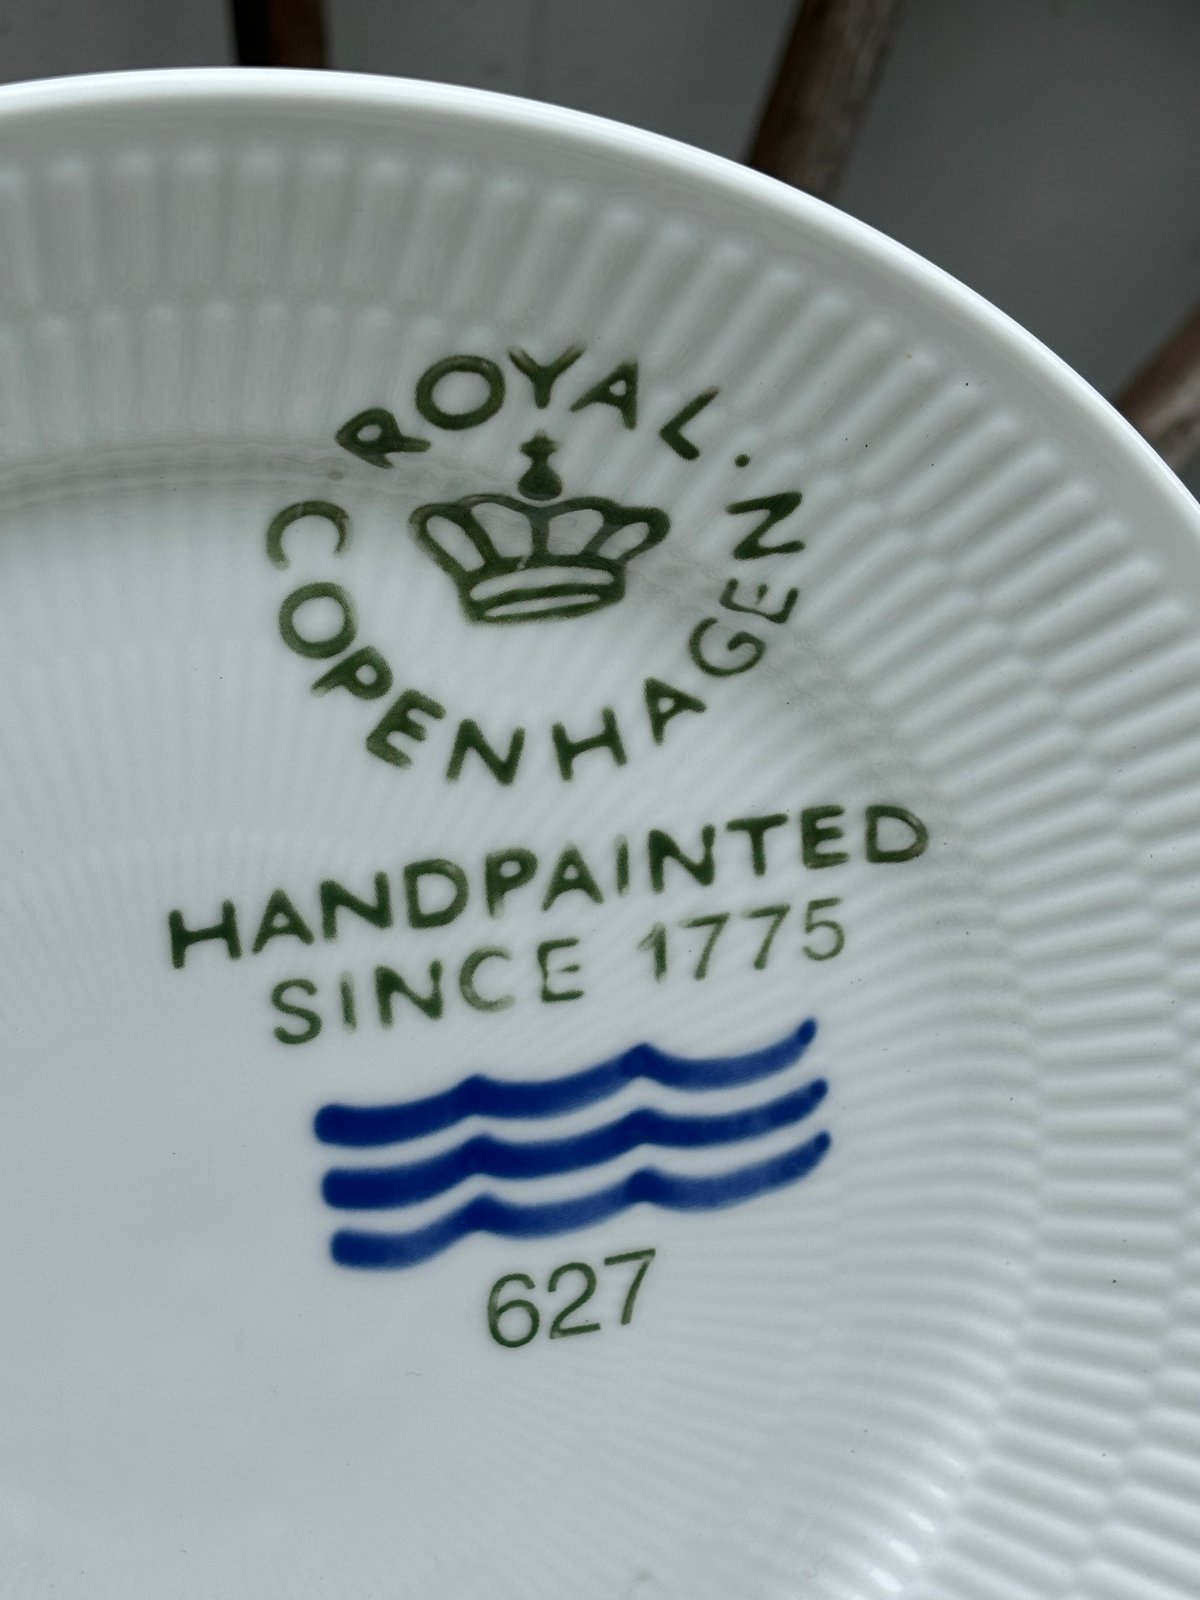 ROYAL.
COPENHAGEN
HANDPAINTED
SINCE 1775
627